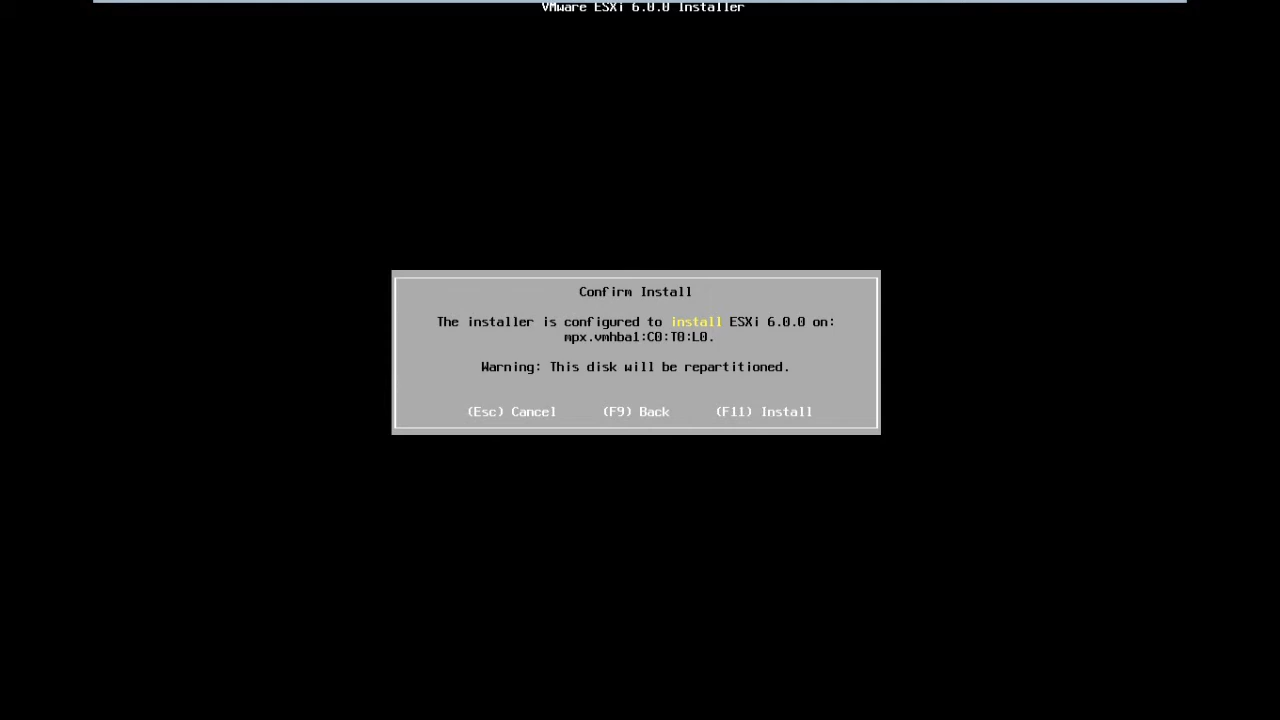 VMware ESXi 6.0.0 Installer
Confirm Install
The installer is configured to install ESXi 6.0.0 on:
mpx.vmhba1:C0:T0:L0.
Warning: This disk will be repartitioned.
(Esc) Cancel (F9) Back (F11) Install